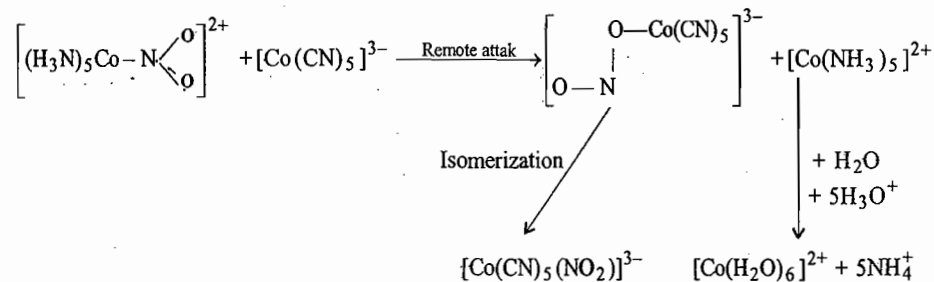 [(H₃N)₅Co–N(O)(O)]²⁺ + [Co(CN)₅]³⁻ Remote attak [O–N–O–Co(CN)₅]³⁻ + [Co(NH₃)₅]²⁺
Isomerization
+ H₂O
+ 5H₃O⁺
[Co(CN)₅(NO₂)]³⁻ [Co(H₂O)₆]²⁺ + 5NH₄⁺